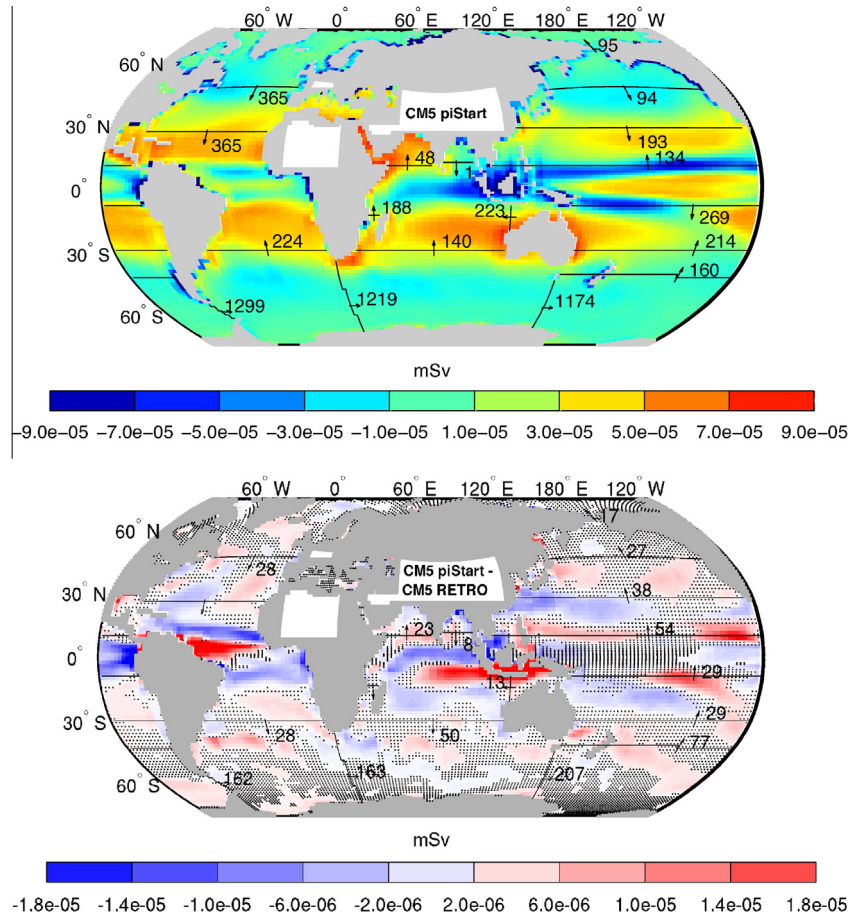 60° W 0° 60° E 120° E 180° E 120° W
60° N
30° N
0°
30° S
60° S
CM5 piStart
95
365
94
365
193
134
48
1
188
223
269
224
140
214
160
1299
1219
1174
mSv
−9.0e−05 −7.0e−05 −5.0e−05 −3.0e−05 −1.0e−05 1.0e−05 3.0e−05 5.0e−05 7.0e−05 9.0e−05
60° W 0° 60° E 120° E 180° E 120° W
60° N
30° N
0°
30° S
60° S
CM5 piStart -
CM5 RETRO
17
28
27
38
23
54
8
29
13
29
28
50
77
162
163
207
mSv
-1.8e-05 -1.4e-05 -1.0e-05 -6.0e-06 -2.0e-06 2.0e-06 6.0e-06 1.0e-05 1.4e-05 1.8e-05